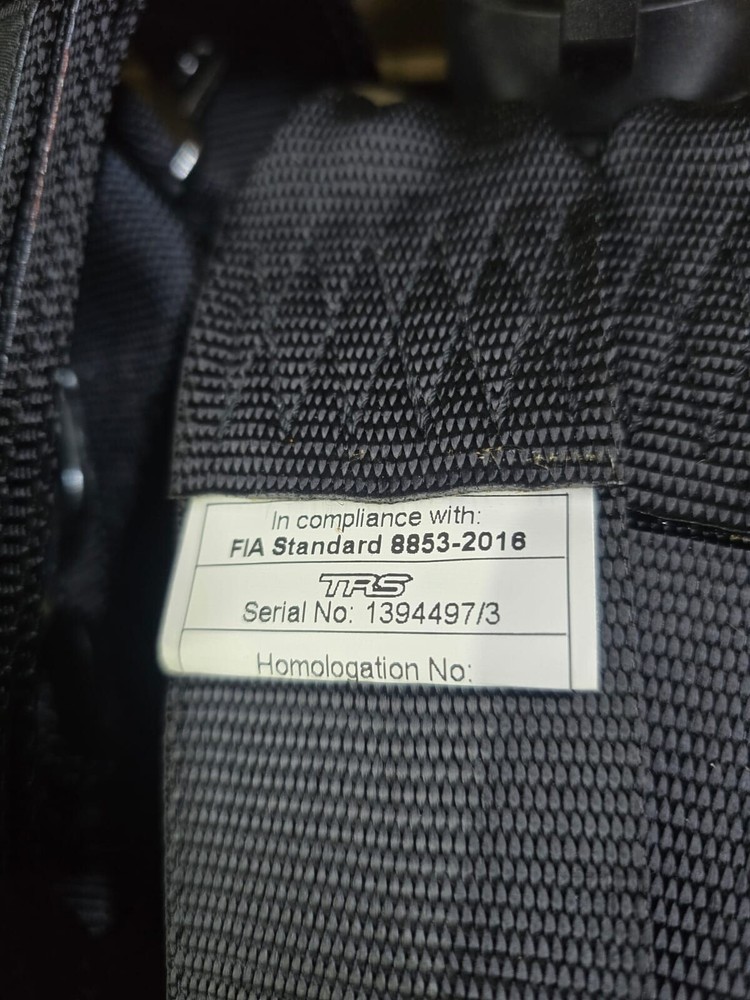 In compliance with:
FIA Standard 8853-2016
TRS
Serial No: 1394497/3
Homologation No: